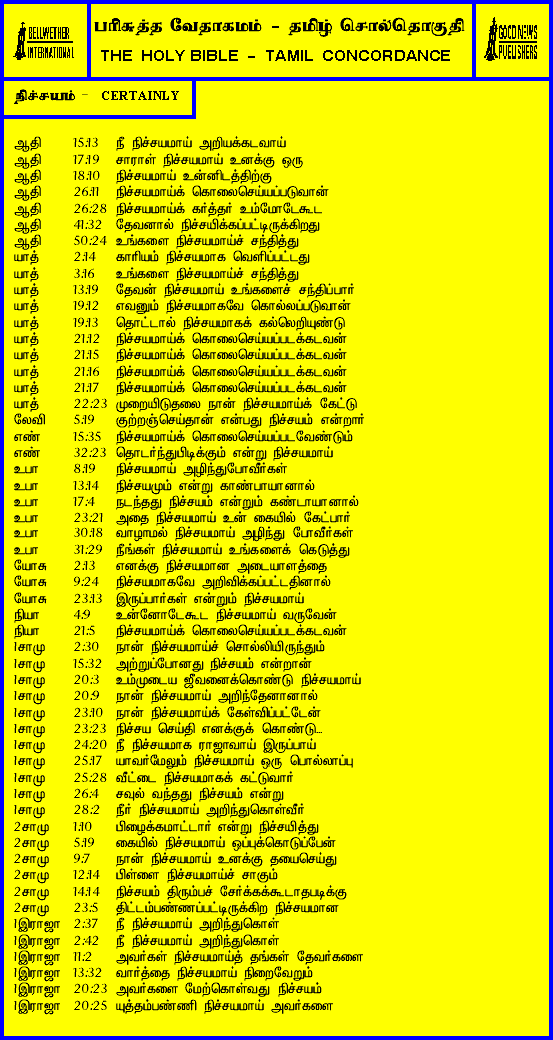 BELLWETHER
INTERNATIONAL
பரிசுத்த வேதாகமம் - தமிழ் சொல்தொகுதி
THE HOLY BIBLE - TAMIL CONCORDANCE
GOOD NEWS
PUBLISHERS
நிச்சயம் - CERTAINLY
ஆதி 15:13 நீ நிச்சயமாய் அறியக்கடவாய்
ஆதி 17:19 சாராள் நிச்சயமாய் உனக்கு ஒரு
ஆதி 18:10 நிச்சயமாய் உன்னிடத்திற்கு
ஆதி 26:11 நிச்சயமாய்க் கொலைசெய்யப்படுவான்
ஆதி 26:28 நிச்சயமாய்க் கர்த்தர் உம்மோடேகூட
ஆதி 41:32 தேவனால் நிச்சயிக்கப்பட்டிருக்கிறது
ஆதி 50:24 உங்களை நிச்சயமாய்ச் சந்தித்து
யாத் 2:14 காரியம் நிச்சயமாக வெளிப்பட்டது
யாத் 3:16 உங்களை நிச்சயமாய்ச் சந்தித்து
யாத் 13:19 தேவன் நிச்சயமாய் உங்களைச் சந்திப்பார்
யாத் 19:12 எவனும் நிச்சயமாகவே கொல்லப்படுவான்
யாத் 19:13 தொட்டால் நிச்சயமாகக் கல்லெறியுண்டு
யாத் 21:12 நிச்சயமாய்க் கொலைசெய்யப்படக்கடவன்
யாத் 21:15 நிச்சயமாய்க் கொலைசெய்யப்படக்கடவன்
யாத் 21:16 நிச்சயமாய்க் கொலைசெய்யப்படக்கடவன்
யாத் 21:17 நிச்சயமாய்க் கொலைசெய்யப்படக்கடவன்
யாத் 22:23 முறையிடுதலை நான் நிச்சயமாய்க் கேட்டு
லேவி 5:19 குற்றஞ்செய்தான் என்பது நிச்சயம் என்றார்
எண் 15:35 நிச்சயமாய்க் கொலைசெய்யப்படவேண்டும்
எண் 32:23 தொடர்ந்துபிடிக்கும் என்று நிச்சயமாய்
உபா 8:19 நிச்சயமாய் அழிந்துபோவீர்கள்
உபா 13:14 நிச்சயமும் என்று காண்பாயானால்
உபா 17:4 நடந்தது நிச்சயம் என்றும் கண்டாயானால்
உபா 23:21 அதை நிச்சயமாய் உன் கையில் கேட்பார்
உபா 30:18 வாழாமல் நிச்சயமாய் அழிந்து போவீர்கள்
உபா 31:29 நீங்கள் நிச்சயமாய் உங்களைக் கெடுத்து
யோசு 2:13 எனக்கு நிச்சயமான அடையாளத்தை
யோசு 9:24 நிச்சயமாகவே அறிவிக்கப்பட்டதினால்
யோசு 23:13 இருப்பார்கள் என்றும் நிச்சயமாய்
நியா 4:9 உன்னோடேகூட நிச்சயமாய் வருவேன்
நியா 21:5 நிச்சயமாய்க் கொலைசெய்யப்படக்கடவன்
1சாமு 2:30 நான் நிச்சயமாய்ச் சொல்லியிருந்தும்
1சாமு 15:32 அற்றுப்போனது நிச்சயம் என்றான்
1சாமு 20:3 உம்முடைய ஜீவனைக்கொண்டு நிச்சயமாய்
1சாமு 20:9 நான் நிச்சயமாய் அறிந்தேனானால்
1சாமு 23:10 நான் நிச்சயமாய்க் கேள்விப்பட்டேன்
1சாமு 23:23 நிச்சய செய்தி எனக்குக் கொண்டு...
1சாமு 24:20 நீ நிச்சயமாக ராஜாவாய் இருப்பாய்
1சாமு 25:17 யாவர்மேலும் நிச்சயமாய் ஒரு பொல்லாப்பு
1சாமு 25:28 வீட்டை நிச்சயமாகக் கட்டுவார்
1சாமு 26:4 சவுல் வந்தது நிச்சயம் என்று
1சாமு 28:2 நீர் நிச்சயமாய் அறிந்துகொள்வீர்
2சாமு 1:10 பிழைக்கமாட்டார் என்று நிச்சயித்து
2சாமு 5:19 கையில் நிச்சயமாய் ஒப்புக்கொடுப்பேன்
2சாமு 9:7 நான் நிச்சயமாய் உனக்கு தயைசெய்து
2சாமு 12:14 பிள்ளை நிச்சயமாய்ச் சாகும்
2சாமு 14:14 நிச்சயம் திரும்பச் சேர்க்கக்கூடாதபடிக்கு
2சாமு 23:5 திட்டம்பண்ணப்பட்டிருக்கிற நிச்சயமான
1இராஜா 2:37 நீ நிச்சயமாய் அறிந்துகொள்
1இராஜா 2:42 நீ நிச்சயமாய் அறிந்துகொள்
1இராஜா 11:2 அவர்கள் நிச்சயமாய்த் தங்கள் தேவர்களை
1இராஜா 13:32 வார்த்தை நிச்சயமாய் நிறைவேறும்
1இராஜா 20:23 அவர்களை மேற்கொள்வது நிச்சயம்
1இராஜா 20:25 யுத்தம்பண்ணி நிச்சயமாய் அவர்களை